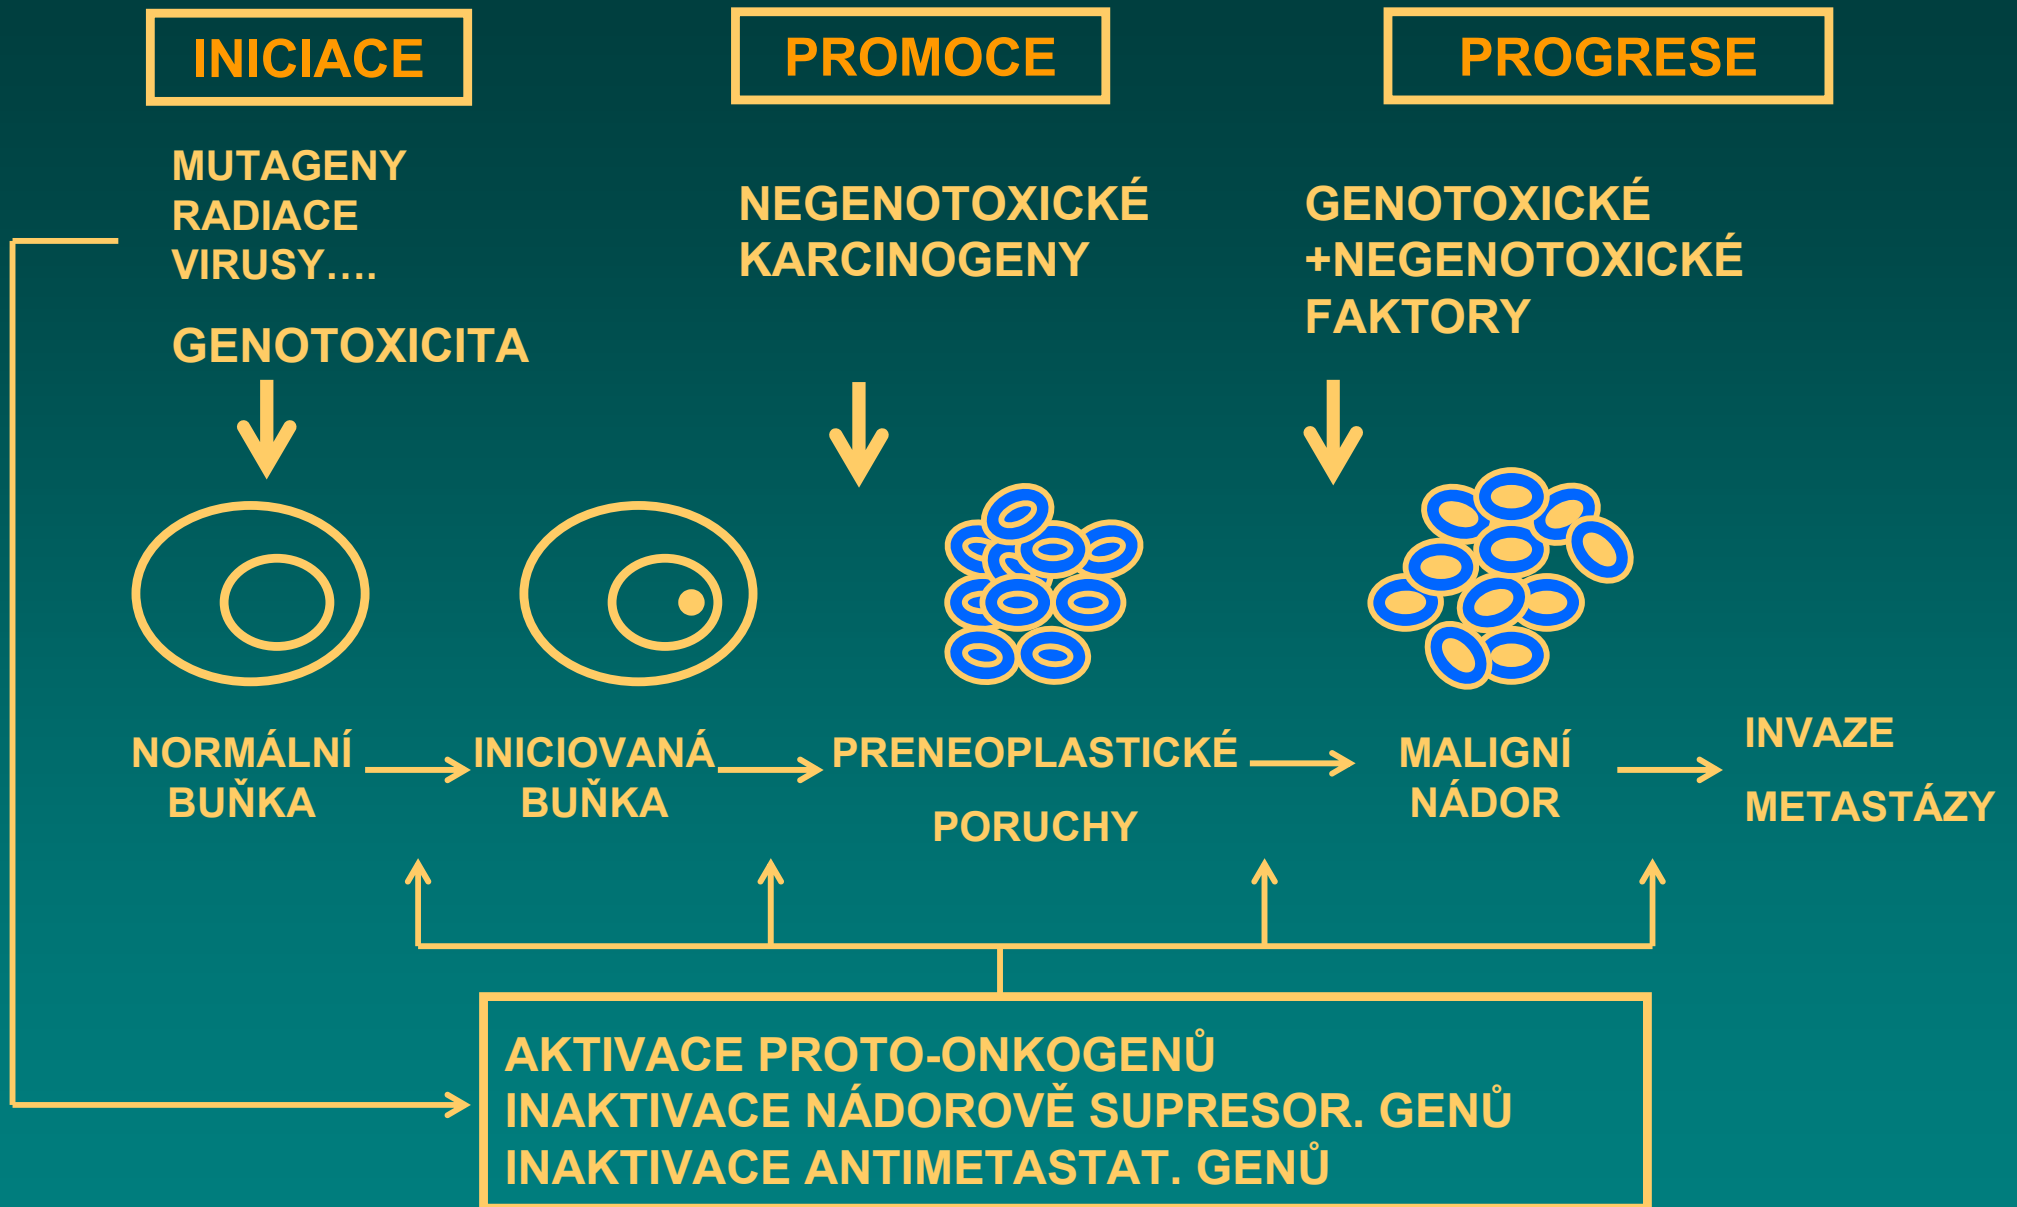 INICIACE
PROMOCE
PROGRESE
MUTAGENY
RADIACE
VIRUSY....
GENOTOXICITA
NEGENOTOXICKÉ
KARCINOGENY
GENOTOXICKÉ
+NEGENOTOXICKÉ
FAKTORY
NORMÁLNÍ
BUŇKA
INICIOVANÁ
BUŇKA
PRENEOPLASTICKÉ
PORUCHY
MALIGNÍ
NÁDOR
INVAZE
METASTÁZY
AKTIVACE PROTO-ONKOGENŮ
INAKTIVACE NÁDOROVĚ SUPRESOR. GENŮ
INAKTIVACE ANTIMETASTAT. GENŮ